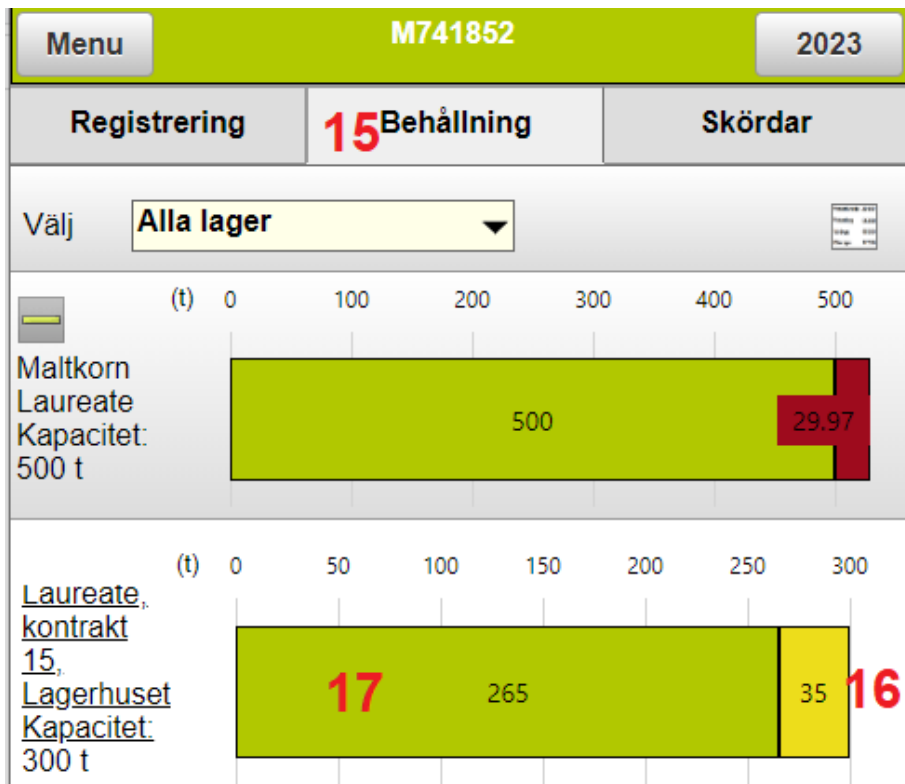 Menu M741852 2023
Registrering 15 Behållning Skördar
Välj Alla lager
(t) 0 100 200 300 400 500
Maltkorn
Laureate
Kapacitet:
500 t
500 29.97
(t) 0 50 100 150 200 250 300
Laureate,
kontrakt
15,
Lagerhuset
Kapacitet:
300 t
17 265 35 16